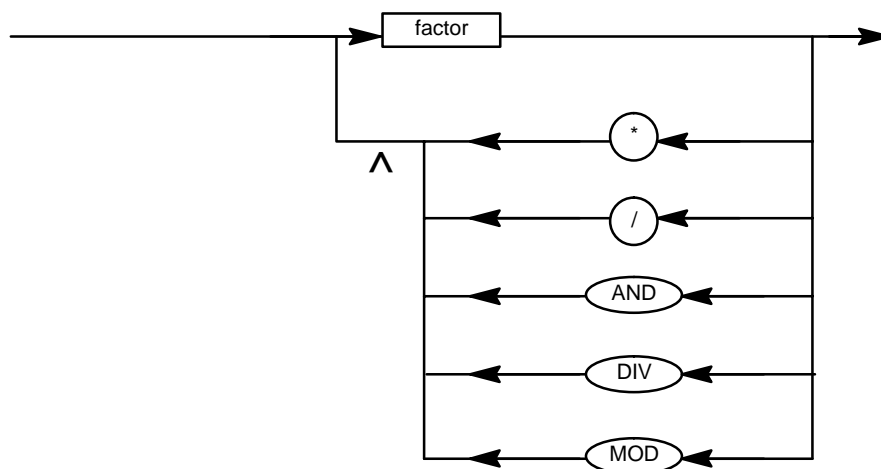 factor
*
^
/
AND
DIV
MOD